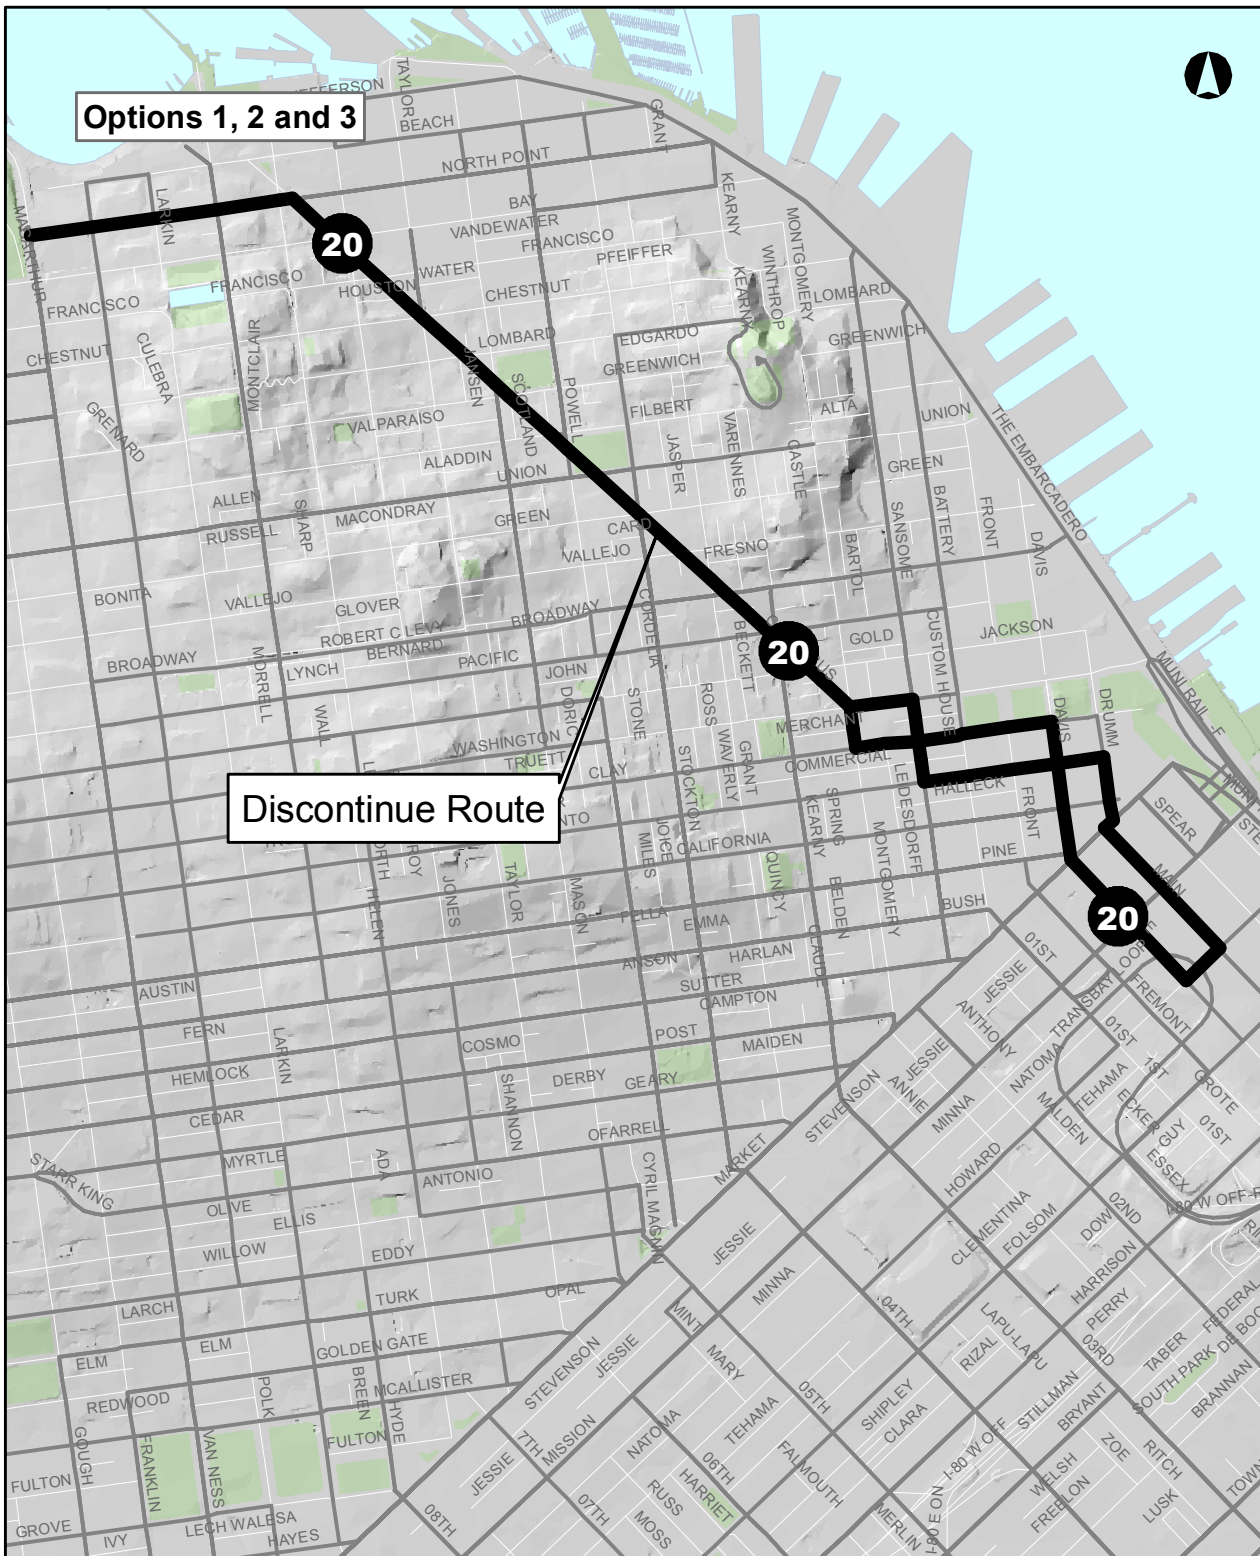 Options 1, 2 and 3
JEFFERSON
TAYLOR
BEACH
GRANT
NORTH POINT
KEARNY
LARKIN
BAY
VANDEWATER
FRANCISCO
PFEIFFER
MONTGOMERY
WINTHROP
KEARNY
MACARTHUR
20
WATER
FRANCISCO
HOUSTON
CHESTNUT
LOMBARD
FRANCISCO
CHESTNUT
CULEBRA
MONTCLAIR
JANSEN
LOMBARD
EDGARDO
GREENWICH
GREENWICH
SCOTLAND
POWELL
FILBERT
ALTA
UNION
THE EMBARCADERO
GRENARD
VALPARAISO
ALADDIN
UNION
JASPER
VARENNES
CASTLE
GREEN
ALLEN
RUSSELL
SHARP
MACONDRAY
GREEN
CARD
VALLEJO
FRESNO
BARTOL
SANSOME
BATTERY
FRONT
DAVIS
BONITA
VALLEJO
GLOVER
ROBERT C LEVY
BERNARD
BROADWAY
CORDELIA
BECKETT
20
GOLD
CUSTOM HOUSE
JACKSON
BROADWAY
MORRELL
LYNCH
PACIFIC
JOHN
WALL
DORIC
STONE
ROSS
WAVERLY
GRANT
MERCHANT
COMMERCIAL
DAVIS
DRUMM
MUNI RAIL-F
WASHINGTON
TRUETT
CLAY
STOCKTON
Discontinue Route
HALLECK
LEDESDORFF
FRONT
SPEAR
MAIN
JOICE
MILES
CALIFORNIA
KEARNY
SPRING
MONTGOMERY
PINE
QUINCY
BELDEN
HELEN
JONES
TAYLOR
MASON
FELLA
EMMA
BUSH
20
HARLAN
CLAUDE
ANSON
SUTTER
CAMPTON
01ST
JESSIE
ANTHONY
TRANSBAY LOOP
NATOMA
FREMONT
AUSTIN
FERN
LARKIN
COSMO
POST
MAIDEN
JESSIE
ANNIE
01ST
1ST
HEMLOCK
SHANNON
DERBY
GEARY
STEVENSON
MINNA
MALDEN
TEHAMA
ECKER
GROTE
01ST
GUY
ESSEX
CEDAR
OFARRELL
MYRTLE
ADA
ANTONIO
CYRIL MAGNIN
MARKET
HOWARD
STARR KING
OLIVE
ELLIS
WILLOW
EDDY
JESSIE
CLEMENTINA
FOLSOM
02ND
DOW
HARRISON
MINNA
LARCH
TURK
OPAL
MINT
04TH
PERRY
03RD
FEDERAL
TABER
ELM
ELM
GOLDEN GATE
STEVENSON
JESSIE
MARY
LAPU-LAPU
RIZAL
SOUTH PARK
BRANNAN
REDWOOD
POLK
BREEN
MCALLISTER
HYDE
05TH
SHIPLEY
CLARA
STILLMAN
BRYANT
GOUGH
FRANKLIN
VAN NESS
FULTON
7TH
MISSION
NATOMA
TEHAMA
06TH
FALMOUTH
I-80 W OFF
ZOE
RITCH
FULTON
JESSIE
RUSS
HARRIET
MOSS
WELSH
FREELON
LUSK
GROVE
IVY
LECH WALESA
HAYES
08TH
07TH
MERLIN